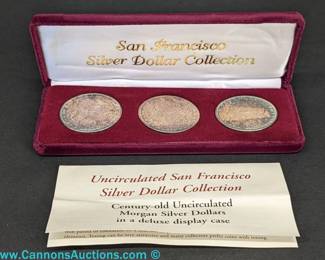 San Francisco
Silver Dollar Collection
Uncirculated San Francisco
Silver Dollar Collection
Century-old Uncirculated
Morgan Silver Dollars
in a deluxe display case
© www.CannonsAuctions.com ©